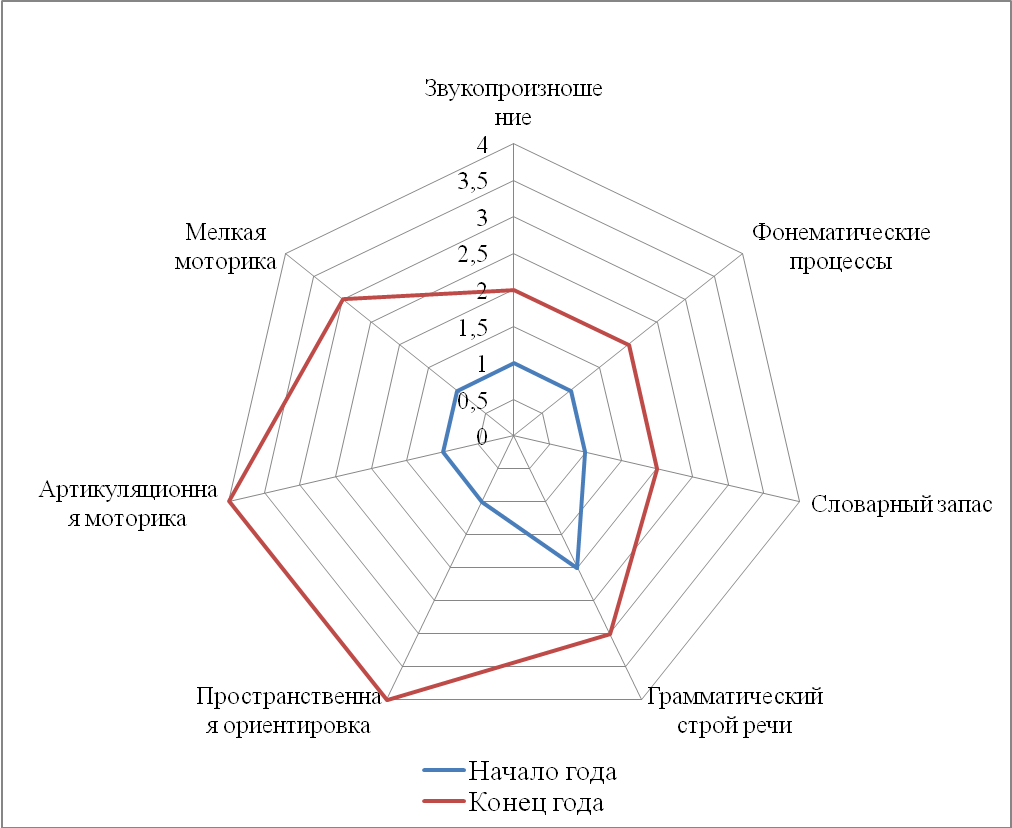 Звукопроизноше
ние
4
3,5
3
2,5
2
1,5
1
0,5
0
Фонематические
процессы
Словарный запас
Грамматический
строй речи
Пространственна
я ориентировка
Артикуляционна
я моторика
Мелкая
моторика
Начало года
Конец года